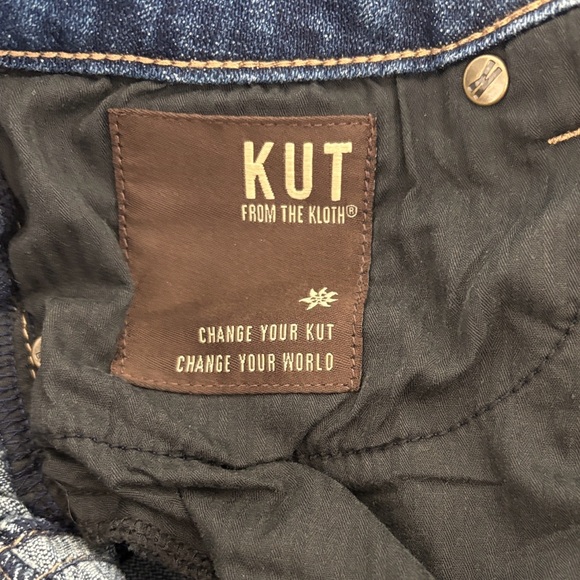 KUT
FROM THE KLOTH®
CHANGE YOUR KUT
CHANGE YOUR WORLD